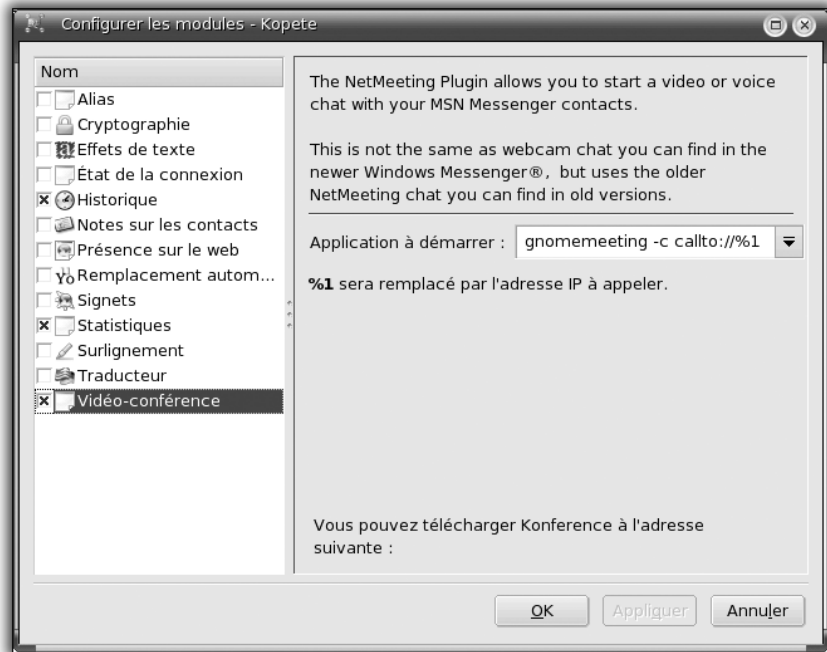 Configurer les modules - Kopete
Nom
Alias
Cryptographie
Effets de texte
État de la connexion
Historique
Notes sur les contacts
Présence sur le web
Remplacement autom...
Signets
Statistiques
Surlignement
Traducteur
Vidéo-conférence
The NetMeeting Plugin allows you to start a video or voice
chat with your MSN Messenger contacts.
This is not the same as webcam chat you can find in the
newer Windows Messenger®, but uses the older
NetMeeting chat you can find in old versions.
Application à démarrer : gnomemeeting -c callto://%1
%1 sera remplacé par l'adresse IP à appeler.
Vous pouvez télécharger Konference à l'adresse
suivante :
OK Appliquer Annuler